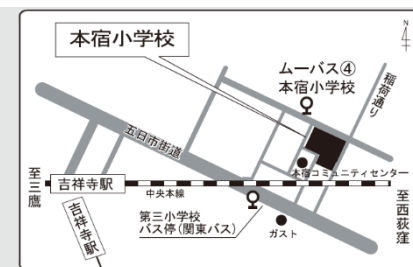 本宿小学校
4
ムーバス④
本宿小学校
稲荷通り
五日市街道
本宿コミュニティセンター
至三鷹
吉祥寺駅
中央本線
至西荻窪
第三小学校
バス停(関東バス)
ガスト
吉祥寺駅